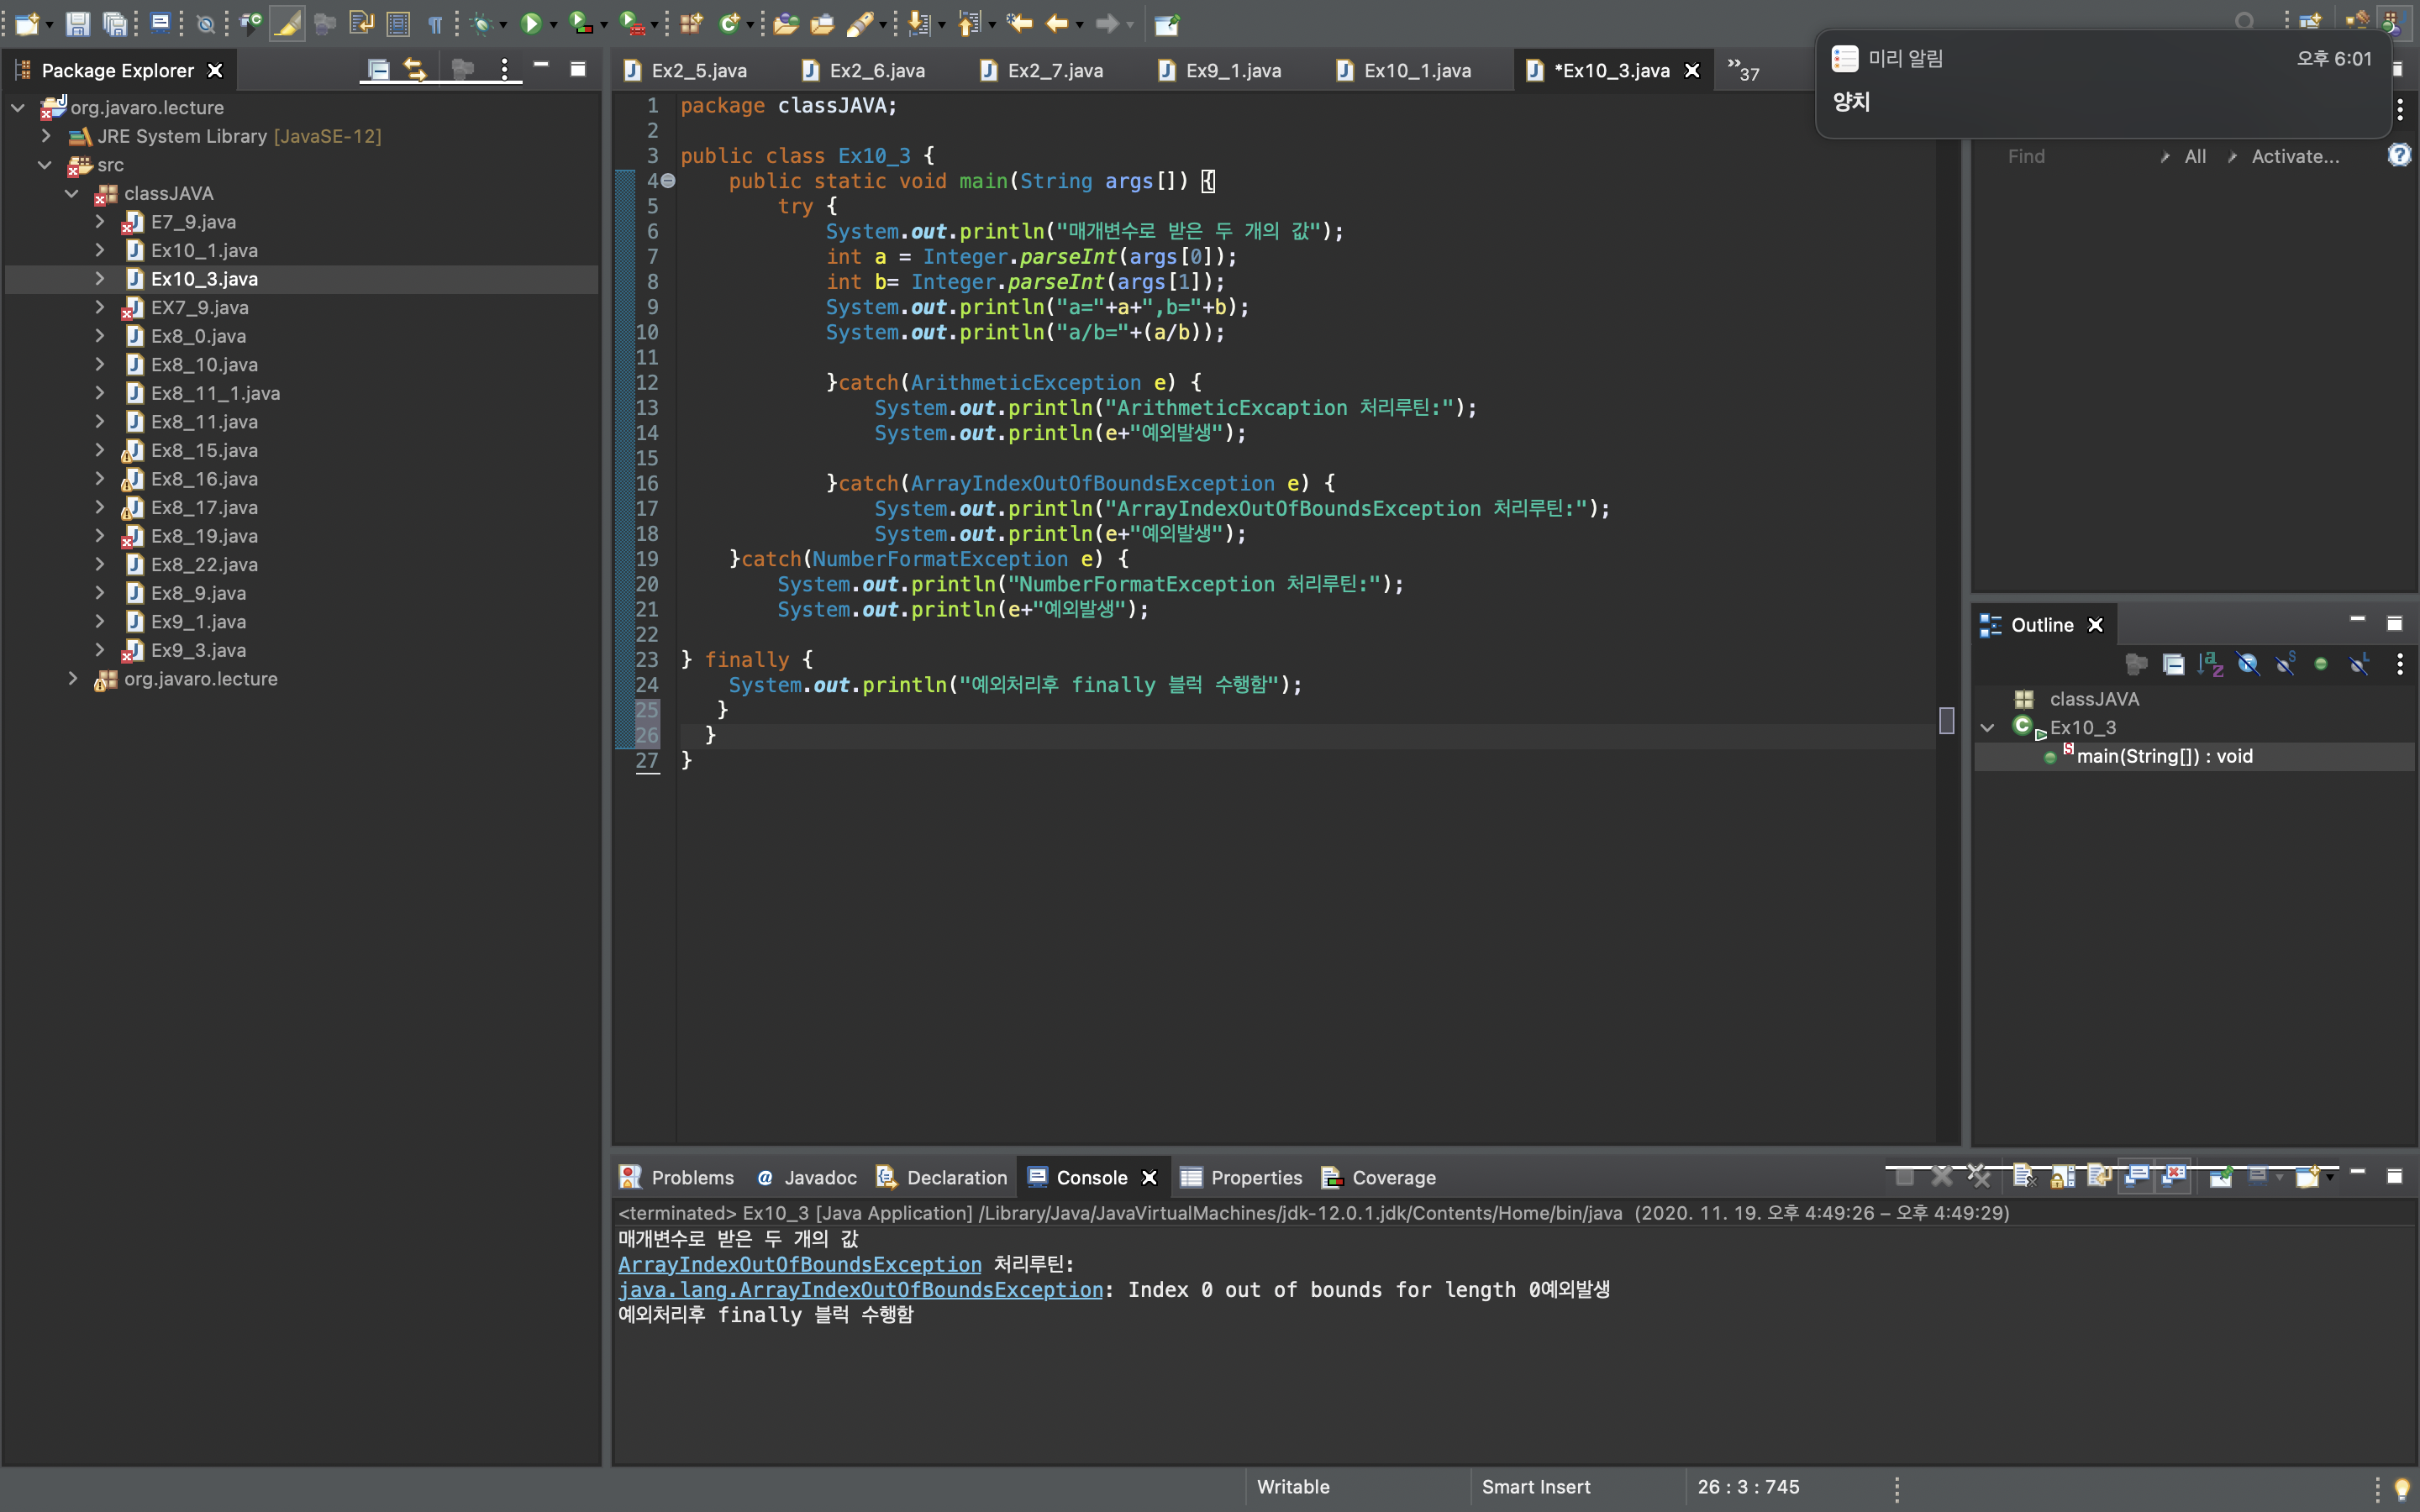 Package Explorer
org.javaro.lecture
JRE System Library [JavaSE-12]
src
classJAVA
E7_9.java
Ex10_1.java
Ex10_3.java
EX7_9.java
Ex8_0.java
Ex8_10.java
Ex8_11_1.java
Ex8_11.java
Ex8_15.java
Ex8_16.java
Ex8_17.java
Ex8_19.java
Ex8_22.java
Ex8_9.java
Ex9_1.java
Ex9_3.java
org.javaro.lecture
Ex2_5.java Ex2_6.java Ex2_7.java Ex9_1.java Ex10_1.java *Ex10_3.java »37
1 package classJAVA;
2
3 public class Ex10_3 {
4 public static void main(String args[]) {
5 try {
6 System.out.println("매개변수로 받은 두 개의 값");
7 int a = Integer.parseInt(args[0]);
8 int b= Integer.parseInt(args[1]);
9 System.out.println("a="+a+",b="+b);
10 System.out.println("a/b="+(a/b));
11
12 }catch(ArithmeticException e) {
13 System.out.println("ArithmeticExcaption 처리루틴:");
14 System.out.println(e+"예외발생");
15
16 }catch(ArrayIndexOutOfBoundsException e) {
17 System.out.println("ArrayIndexOutOfBoundsException 처리루틴:");
18 System.out.println(e+"예외발생");
19 }catch(NumberFormatException e) {
20 System.out.println("NumberFormatException 처리루틴:");
21 System.out.println(e+"예외발생");
22
23 } finally {
24 System.out.println("예외처리후 finally 블럭 수행함");
25 }
26 }
27 }
미리 알림 오후 6:01
양치
Find All Activate...
Outline
classJAVA
Ex10_3
main(String[]) : void
Problems Javadoc Declaration Console Properties Coverage
<terminated> Ex10_3 [Java Application] /Library/Java/JavaVirtualMachines/jdk-12.0.1.jdk/Contents/Home/bin/java (2020. 11. 19. 오후 4:49:26 – 오후 4:49:29)
매개변수로 받은 두 개의 값
ArrayIndexOutOfBoundsException 처리루틴:
java.lang.ArrayIndexOutOfBoundsException: Index 0 out of bounds for length 0예외발생
예외처리후 finally 블럭 수행함
Writable Smart Insert 26 : 3 : 745